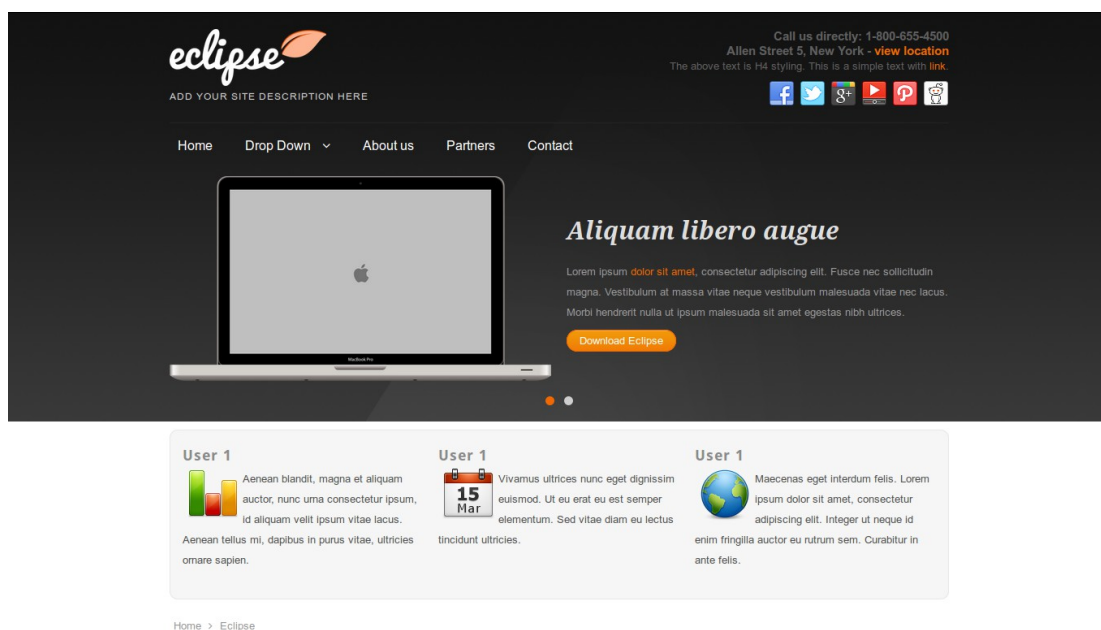 eclipse
ADD YOUR SITE DESCRIPTION HERE
Call us directly: 1-800-655-4500
Allen Street 5, New York - view location
The above text is H4 styling. This is a simple text with link.
f
g+
Home Drop Down About us Partners Contact
MacBook Pro
Aliquam libero augue
Lorem ipsum dolor sit amet, consectetur adipiscing elit. Fusce nec sollicitudin
magna. Vestibulum at massa vitae neque vestibulum malesuada vitae nec lacus.
Morbi hendrerit nulla ut ipsum malesuada sit amet egestas nibh ultrices.
Download Eclipse
User 1
Aenean blandit, magna et aliquam
auctor, nunc urna consectetur ipsum,
id aliquam velit ipsum vitae lacus.
Aenean tellus mi, dapibus in purus vitae, ultricies
ornare sapien.
User 1
15
Mar
Vivamus ultrices nunc eget dignissim
euismod. Ut eu erat eu est semper
elementum. Sed vitae diam eu lectus
tincidunt ultricies.
User 1
Maecenas eget interdum felis. Lorem
ipsum dolor sit amet, consectetur
adipiscing elit. Integer ut neque id
enim fringilla auctor eu rutrum sem. Curabitur in
ante felis.
Home > Eclipse